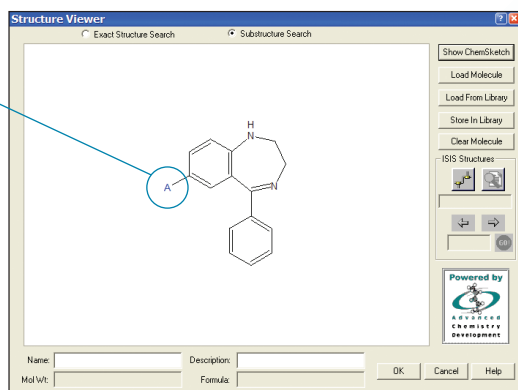 Structure Viewer
Exact Structure Search
Substructure Search
Show ChemSketch
Load Molecule
Load From Library
Store In Library
Clear Molecule
ISIS Structures
GO
H
N
N
A
Powered by
Advanced
Chemistry
Development
Name:
Description:
Mol Wt:
Formula:
OK
Cancel
Help